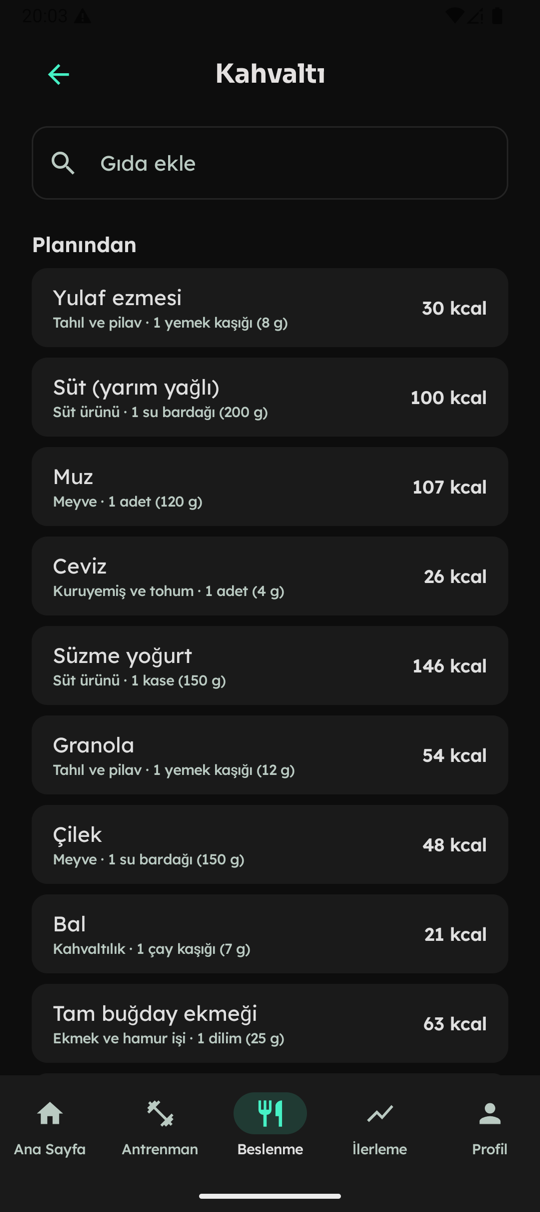 20:03
Kahvaltı
Gıda ekle
Planından
Yulaf ezmesi
Tahıl ve pilav · 1 yemek kaşığı (8 g)
30 kcal
Süt (yarım yağlı)
Süt ürünü · 1 su bardağı (200 g)
100 kcal
Muz
Meyve · 1 adet (120 g)
107 kcal
Ceviz
Kuruyemiş ve tohum · 1 adet (4 g)
26 kcal
Süzme yoğurt
Süt ürünü · 1 kase (150 g)
146 kcal
Granola
Tahıl ve pilav · 1 yemek kaşığı (12 g)
54 kcal
Çilek
Meyve · 1 su bardağı (150 g)
48 kcal
Bal
Kahvaltılık · 1 çay kaşığı (7 g)
21 kcal
Tam buğday ekmeği
Ekmek ve hamur işi · 1 dilim (25 g)
63 kcal
Ana Sayfa
Antrenman
Beslenme
İlerleme
Profil